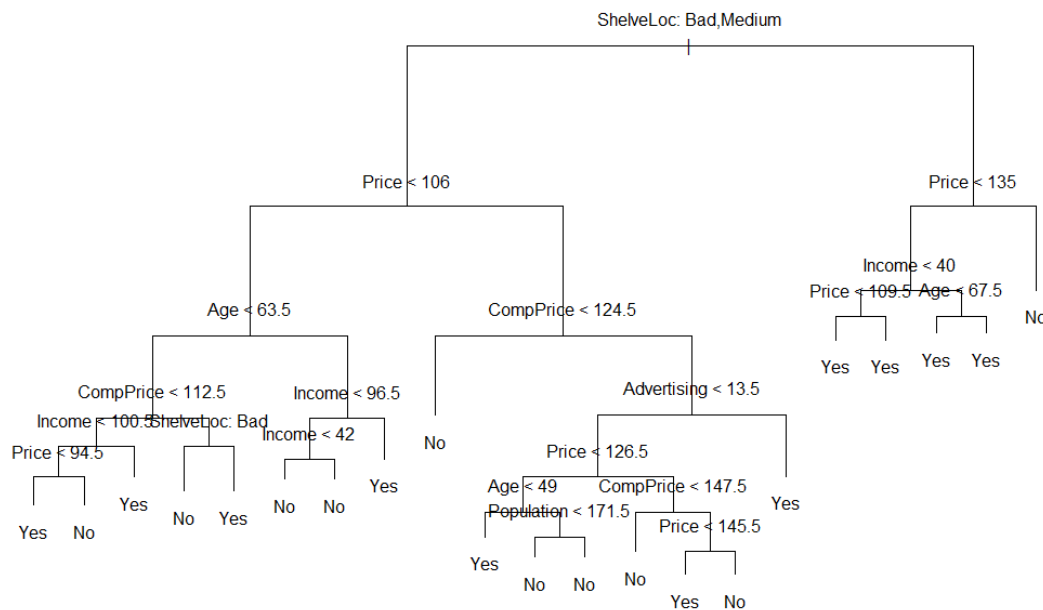 ShelveLoc: Bad,Medium
Price < 106
Price < 135
Income < 40
Price < 109.5
Age < 67.5
Age < 63.5
CompPrice < 124.5
No
Yes
Yes
Yes
Yes
CompPrice < 112.5
Income < 96.5
Advertising < 13.5
Income < 100.5
ShelveLoc: Bad
Income < 42
No
Price < 94.5
Price < 126.5
Yes
No
No
Yes
Age < 49
CompPrice < 147.5
Yes
Yes
No
No
Yes
Population < 171.5
Price < 145.5
Yes
No
No
No
No
Yes
No